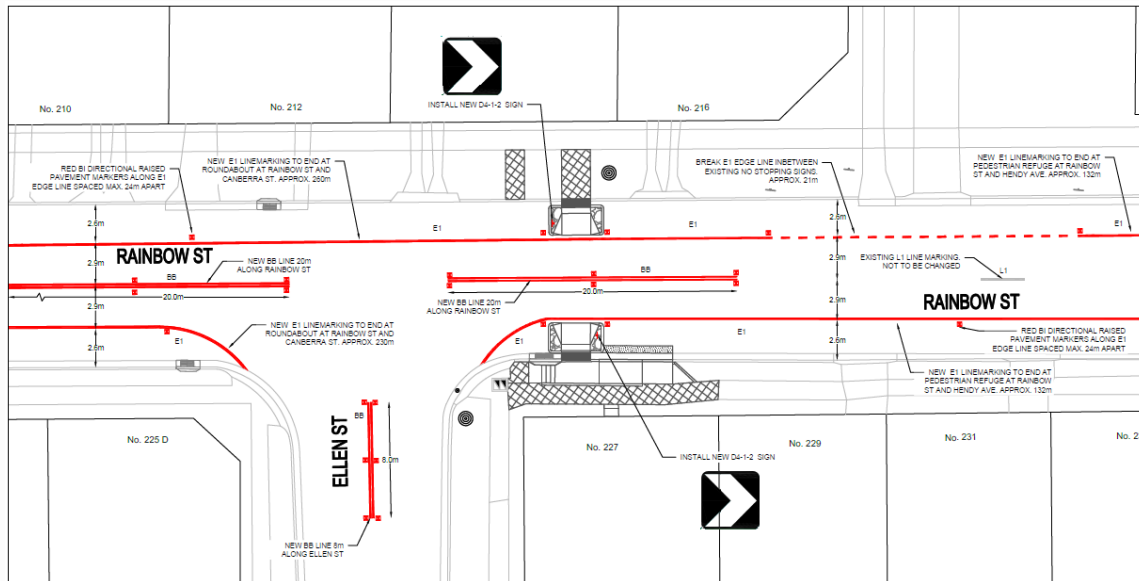 No. 210
No. 212
INSTALL NEW D4-1-2 SIGN
No. 216
RED BI DIRECTIONAL RAISED
PAVEMENT MARKERS ALONG E1
EDGE LINE SPACED MAX. 24m APART
NEW E1 LINEMARKING TO END AT
ROUNDABOUT AT RAINBOW ST AND
CANBERRA ST. APPROX. 260m
BREAK E1 EDGE LINE INBETWEEN
EXISTING NO STOPPING SIGNS.
APPROX. 21m
NEW E1 LINEMARKING TO END AT
PEDESTRIAN REFUGE AT RAINBOW
ST AND HENDY AVE. APPROX. 132m
2.6m
E1
E1
2.6m
E1
RAINBOW ST
2.9m
BB
NEW BB LINE 20m
ALONG RAINBOW ST
20.0m
BB
20.0m
NEW BB LINE 20m
ALONG RAINBOW ST
2.9m
EXISTING L1 LINE MARKING.
NOT TO BE CHANGED
L1
RAINBOW ST
2.9m
2.9m
E1
NEW E1 LINEMARKING TO END AT
ROUNDABOUT AT RAINBOW ST AND
CANBERRA ST. APPROX. 230m
2.6m
E1
E1
2.6m
RED BI DIRECTIONAL RAISED
PAVEMENT MARKERS ALONG E1
EDGE LINE SPACED MAX. 24m APART
NEW E1 LINEMARKING TO END AT
PEDESTRIAN REFUGE AT RAINBOW
ST AND HENDY AVE. APPROX. 132m
No. 225 D
ELLEN ST
BB
8.0m
NEW BB LINE 8m
ALONG ELLEN ST
No. 227
No. 229
No. 231
No. 2
INSTALL NEW D4-1-2 SIGN